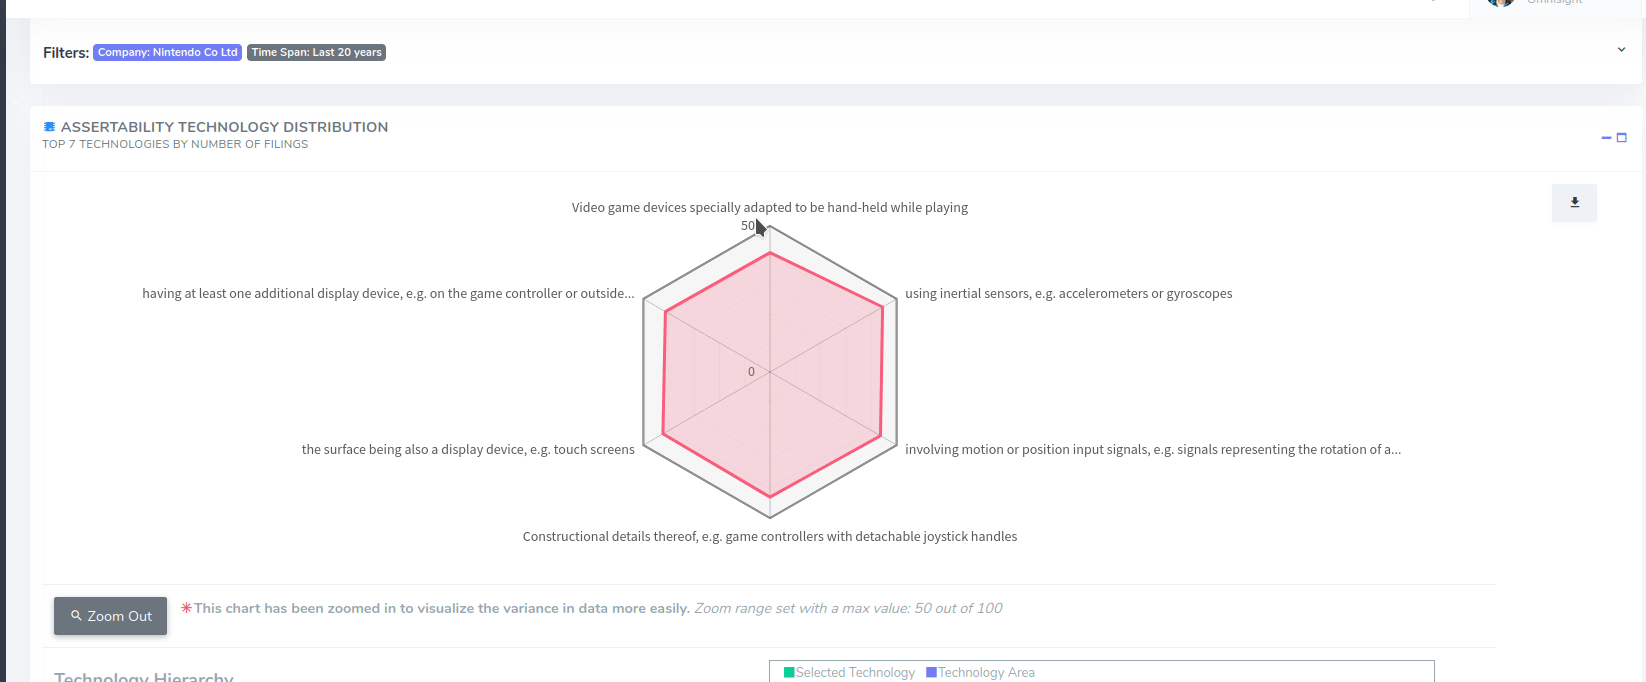 Omnisight
Filters: Company: Nintendo Co Ltd Time Span: Last 20 years
ASSERTABILITY TECHNOLOGY DISTRIBUTION
TOP 7 TECHNOLOGIES BY NUMBER OF FILINGS
Video game devices specially adapted to be hand-held while playing
50
having at least one additional display device, e.g. on the game controller or outside...
using inertial sensors, e.g. accelerometers or gyroscopes
0
the surface being also a display device, e.g. touch screens
involving motion or position input signals, e.g. signals representing the rotation of a...
Constructional details thereof, e.g. game controllers with detachable joystick handles
Zoom Out
*This chart has been zoomed in to visualize the variance in data more easily. Zoom range set with a max value: 50 out of 100
Technology Hierarchy
Selected Technology Technology Area